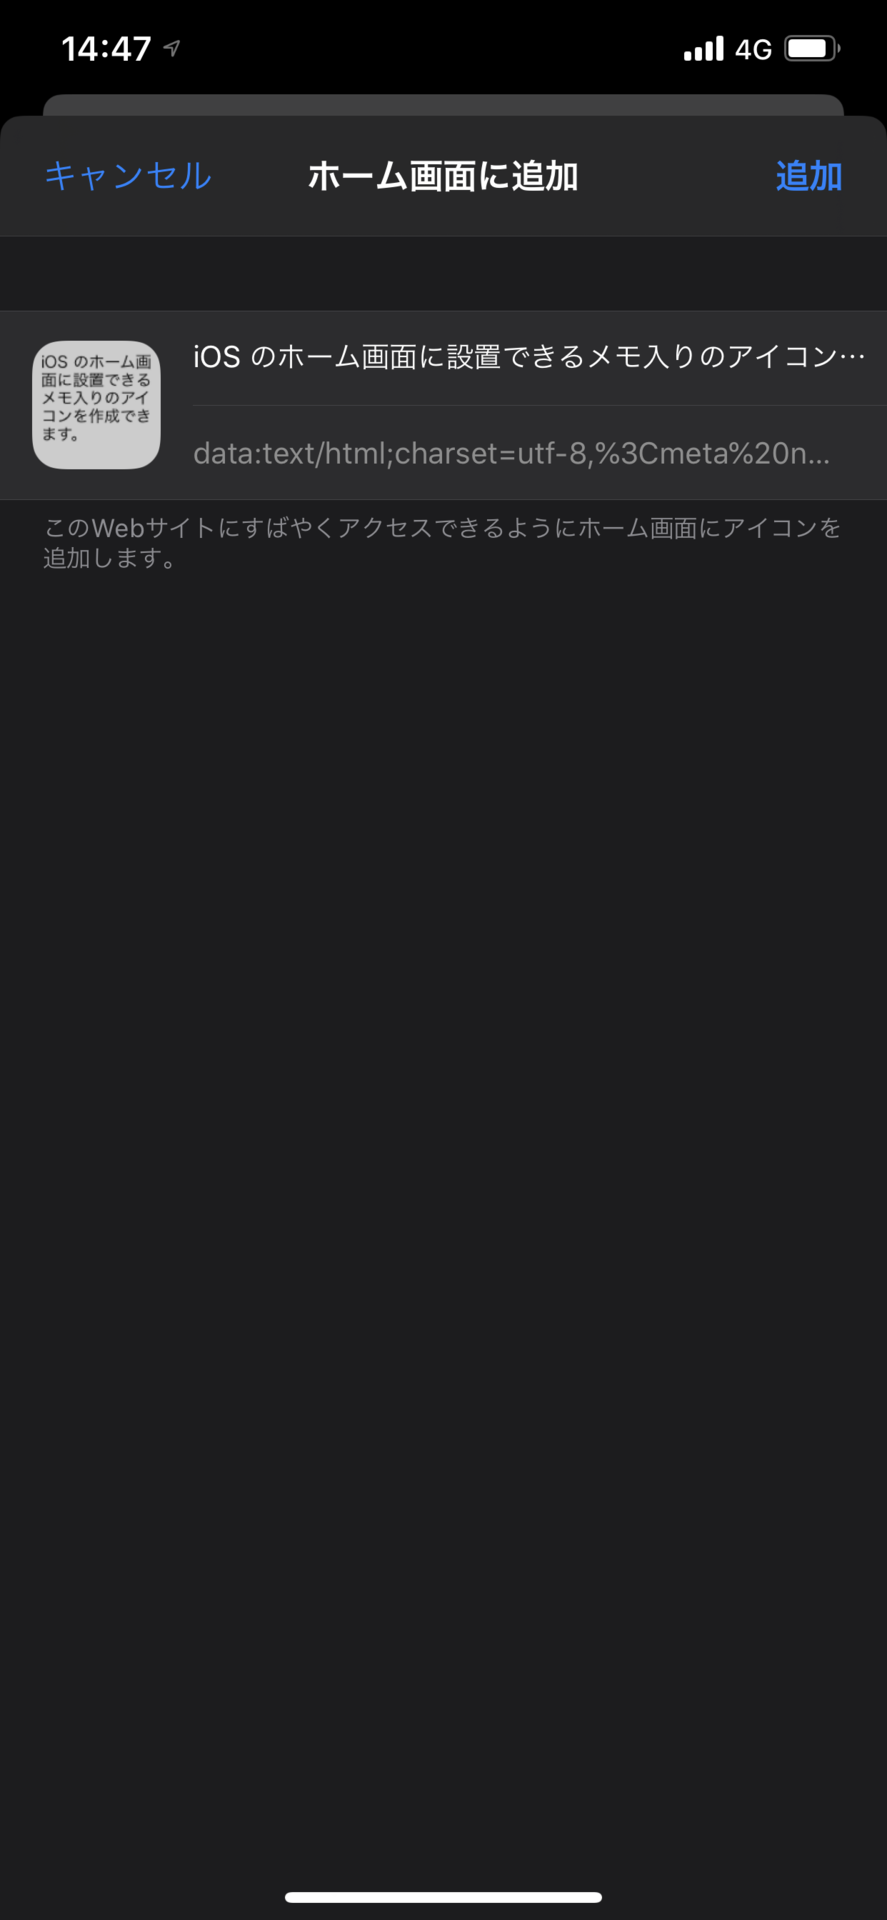 14:47
4G
キャンセル
ホーム画面に追加
追加
iOS のホーム画
面に設置できる
メモ入りのアイ
コンを作成でき
ます。
iOS のホーム画面に設置できるメモ入りのアイコン…
data:text/html;charset=utf-8,%3Cmeta%20n...
このWebサイトにすばやくアクセスできるようにホーム画面にアイコンを
追加します。